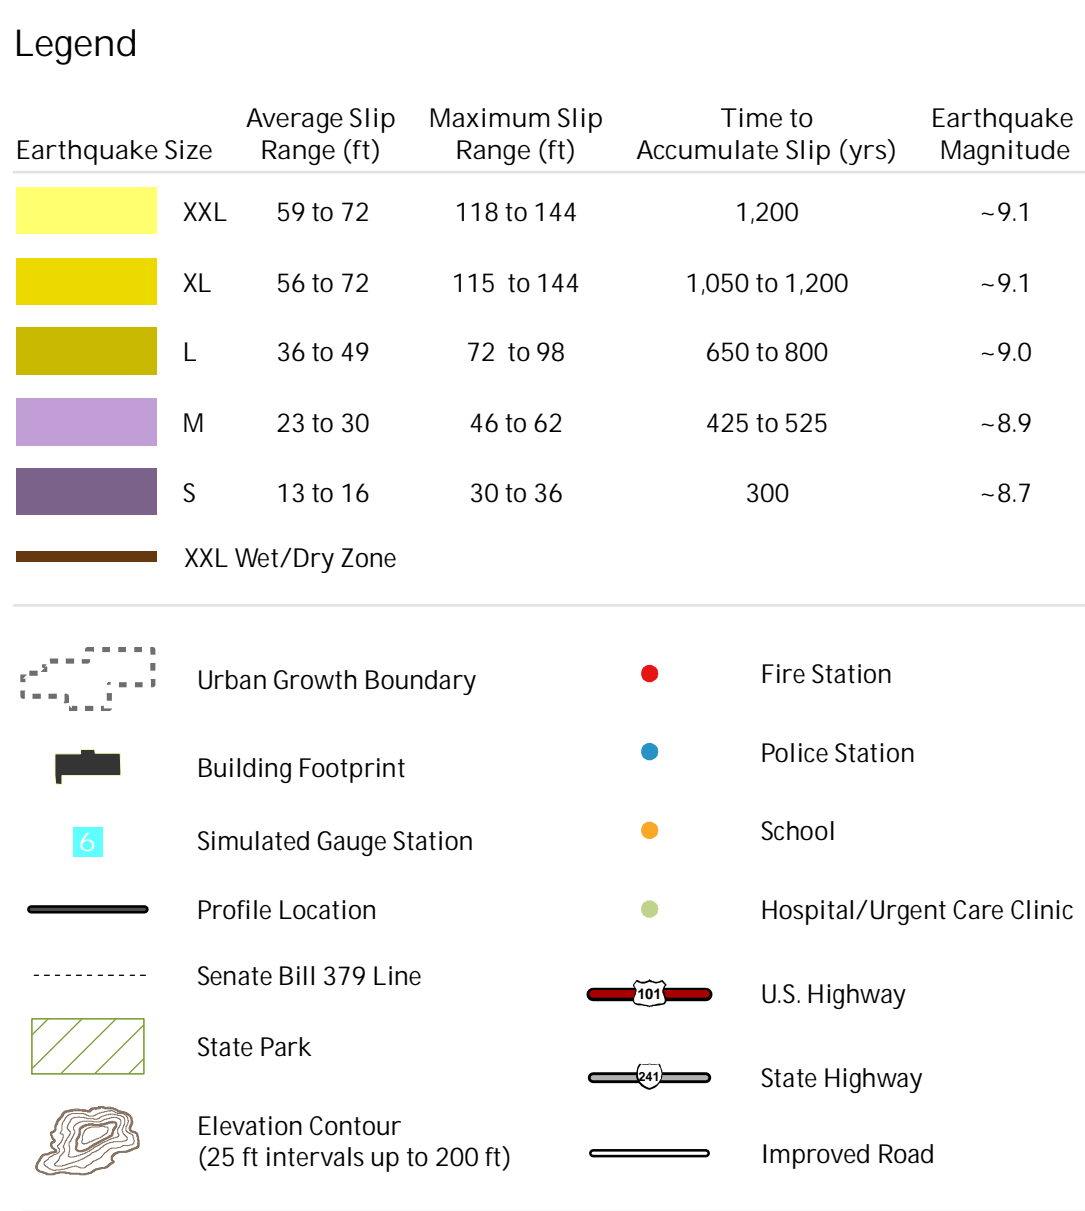 Legend
Earthquake Size Average Slip Range (ft) Maximum Slip Range (ft) Time to Accumulate Slip (yrs) Earthquake Magnitude
XXL 59 to 72 118 to 144 1,200 ~9.1
XL 56 to 72 115 to 144 1,050 to 1,200 ~9.1
L 36 to 49 72 to 98 650 to 800 ~9.0
M 23 to 30 46 to 62 425 to 525 ~8.9
S 13 to 16 30 to 36 300 ~8.7
XXL Wet/Dry Zone
Urban Growth Boundary
Building Footprint
6 Simulated Gauge Station
Profile Location
Senate Bill 379 Line
State Park
Elevation Contour
(25 ft intervals up to 200 ft)
Fire Station
Police Station
School
Hospital/Urgent Care Clinic
101 U.S. Highway
241 State Highway
Improved Road